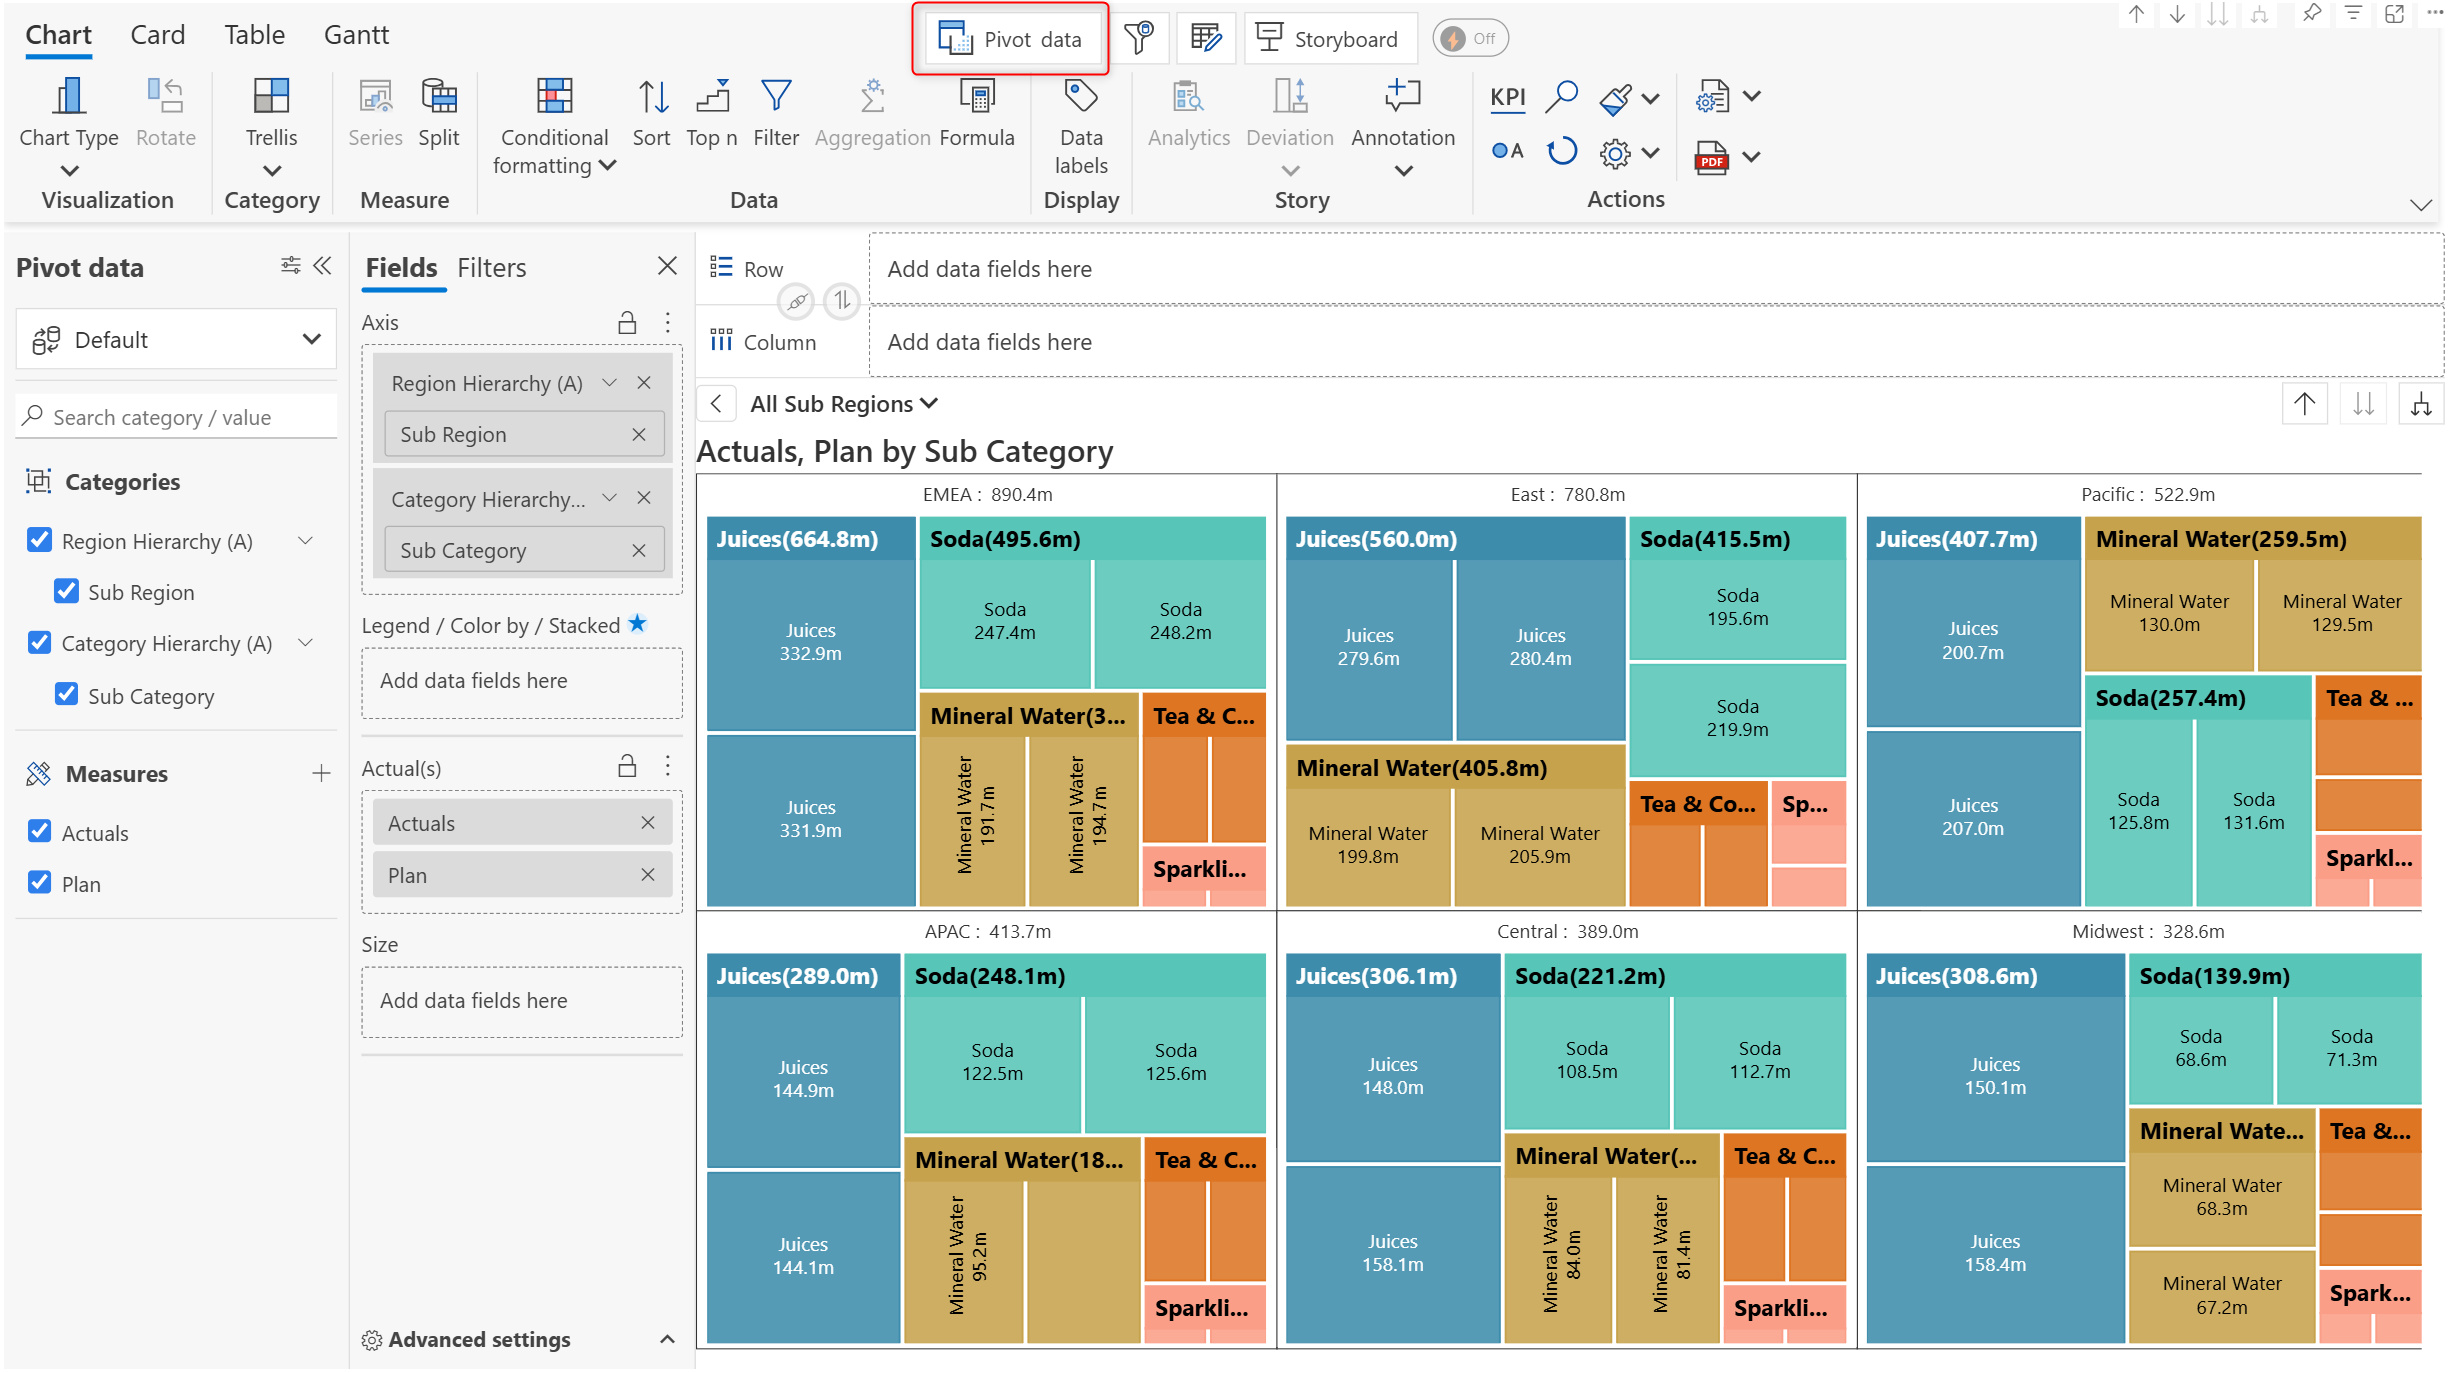 Chart Card Table Gantt
Pivot data
Storyboard
Off
Chart Type
Rotate
Visualization
Trellis
Category
Series
Split
Measure
Conditional
formatting
Sort
Top n
Filter
Aggregation
Formula
Data
Data
labels
Display
Analytics
Deviation
Annotation
Story
KPI
A
PDF
Actions
Pivot data
Default
Search category / value
Categories
Region Hierarchy (A)
Sub Region
Category Hierarchy (A)
Sub Category
Measures
Actuals
Plan
Fields Filters
Axis
Region Hierarchy (A)
Sub Region
Category Hierarchy...
Sub Category
Legend / Color by / Stacked
Add data fields here
Actual(s)
Actuals
Plan
Size
Add data fields here
Advanced settings
Row
Add data fields here
Column
Add data fields here
All Sub Regions
Actuals, Plan by Sub Category
EMEA : 890.4m
Juices(664.8m)
Juices
332.9m
Juices
331.9m
Soda(495.6m)
Soda
247.4m
Soda
248.2m
Mineral Water(3...
Mineral Water
191.7m
Mineral Water
194.7m
Tea & C...
Sparkli...
East : 780.8m
Juices(560.0m)
Juices
279.6m
Juices
280.4m
Soda(415.5m)
Soda
195.6m
Soda
219.9m
Mineral Water(405.8m)
Mineral Water
199.8m
Mineral Water
205.9m
Tea & Co...
Sp...
Pacific : 522.9m
Juices(407.7m)
Juices
200.7m
Juices
207.0m
Mineral Water(259.5m)
Mineral Water
130.0m
Mineral Water
129.5m
Soda(257.4m)
Soda
125.8m
Soda
131.6m
Tea & ...
Sparkl...
APAC : 413.7m
Juices(289.0m)
Juices
144.9m
Juices
144.1m
Soda(248.1m)
Soda
122.5m
Soda
125.6m
Mineral Water(18...
Mineral Water
95.2m
Tea & C...
Sparkli...
Central : 389.0m
Juices(306.1m)
Juices
148.0m
Juices
158.1m
Soda(221.2m)
Soda
108.5m
Soda
112.7m
Mineral Water(...
Mineral Water
84.0m
Mineral Water
81.4m
Tea & C...
Sparkli...
Midwest : 328.6m
Juices(308.6m)
Juices
150.1m
Juices
158.4m
Soda(139.9m)
Soda
68.6m
Soda
71.3m
Mineral Wate...
Mineral Water
68.3m
Mineral Water
67.2m
Tea &...
Spark...